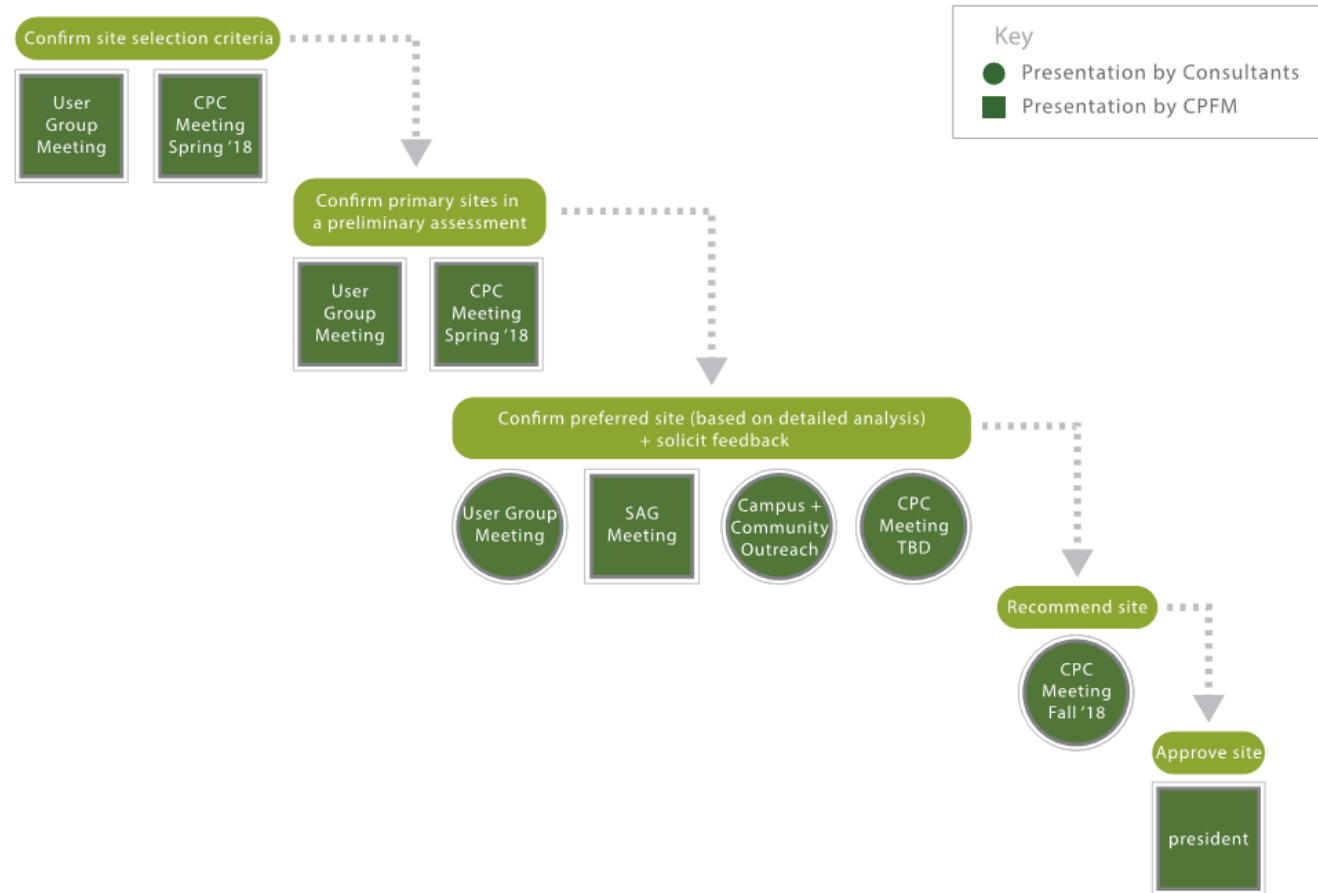 Confirm site selection criteria
User
Group
Meeting
CPC
Meeting
Spring ‘18
Key
Presentation by Consultants
Presentation by CPFM
Confirm primary sites in
a preliminary assessment
User
Group
Meeting
CPC
Meeting
Spring ‘18
Confirm preferred site (based on detailed analysis)
+ solicit feedback
User Group
Meeting
SAG
Meeting
Campus +
Community
Outreach
CPC
Meeting
TBD
Recommend site
CPC
Meeting
Fall ‘18
Approve site
president